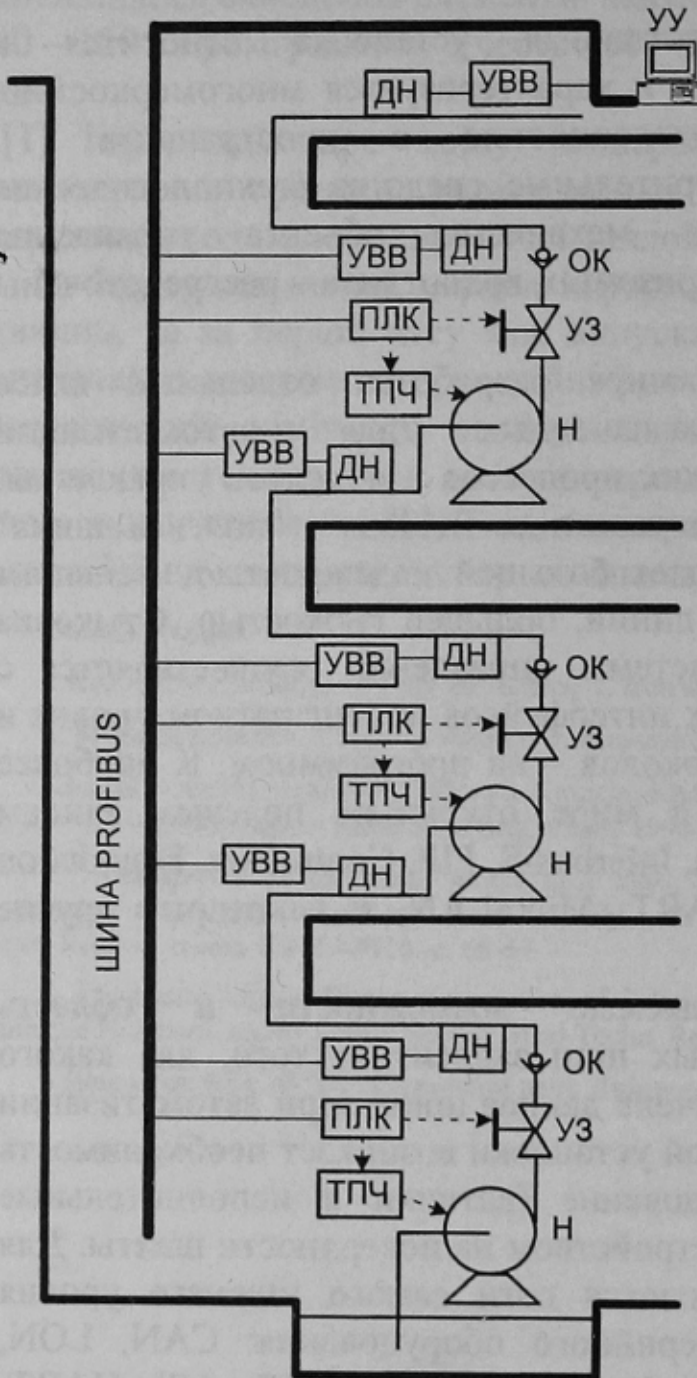 УУ
ДН
УВВ
УВВ
ДН
ОК
ПЛК
УЗ
ТПЧ
Н
УВВ
ДН
УВВ
ДН
ОК
ПЛК
УЗ
ТПЧ
Н
УВВ
ДН
ШИНА PROFIBUS
УВВ
ДН
ОК
ПЛК
УЗ
ТПЧ
Н